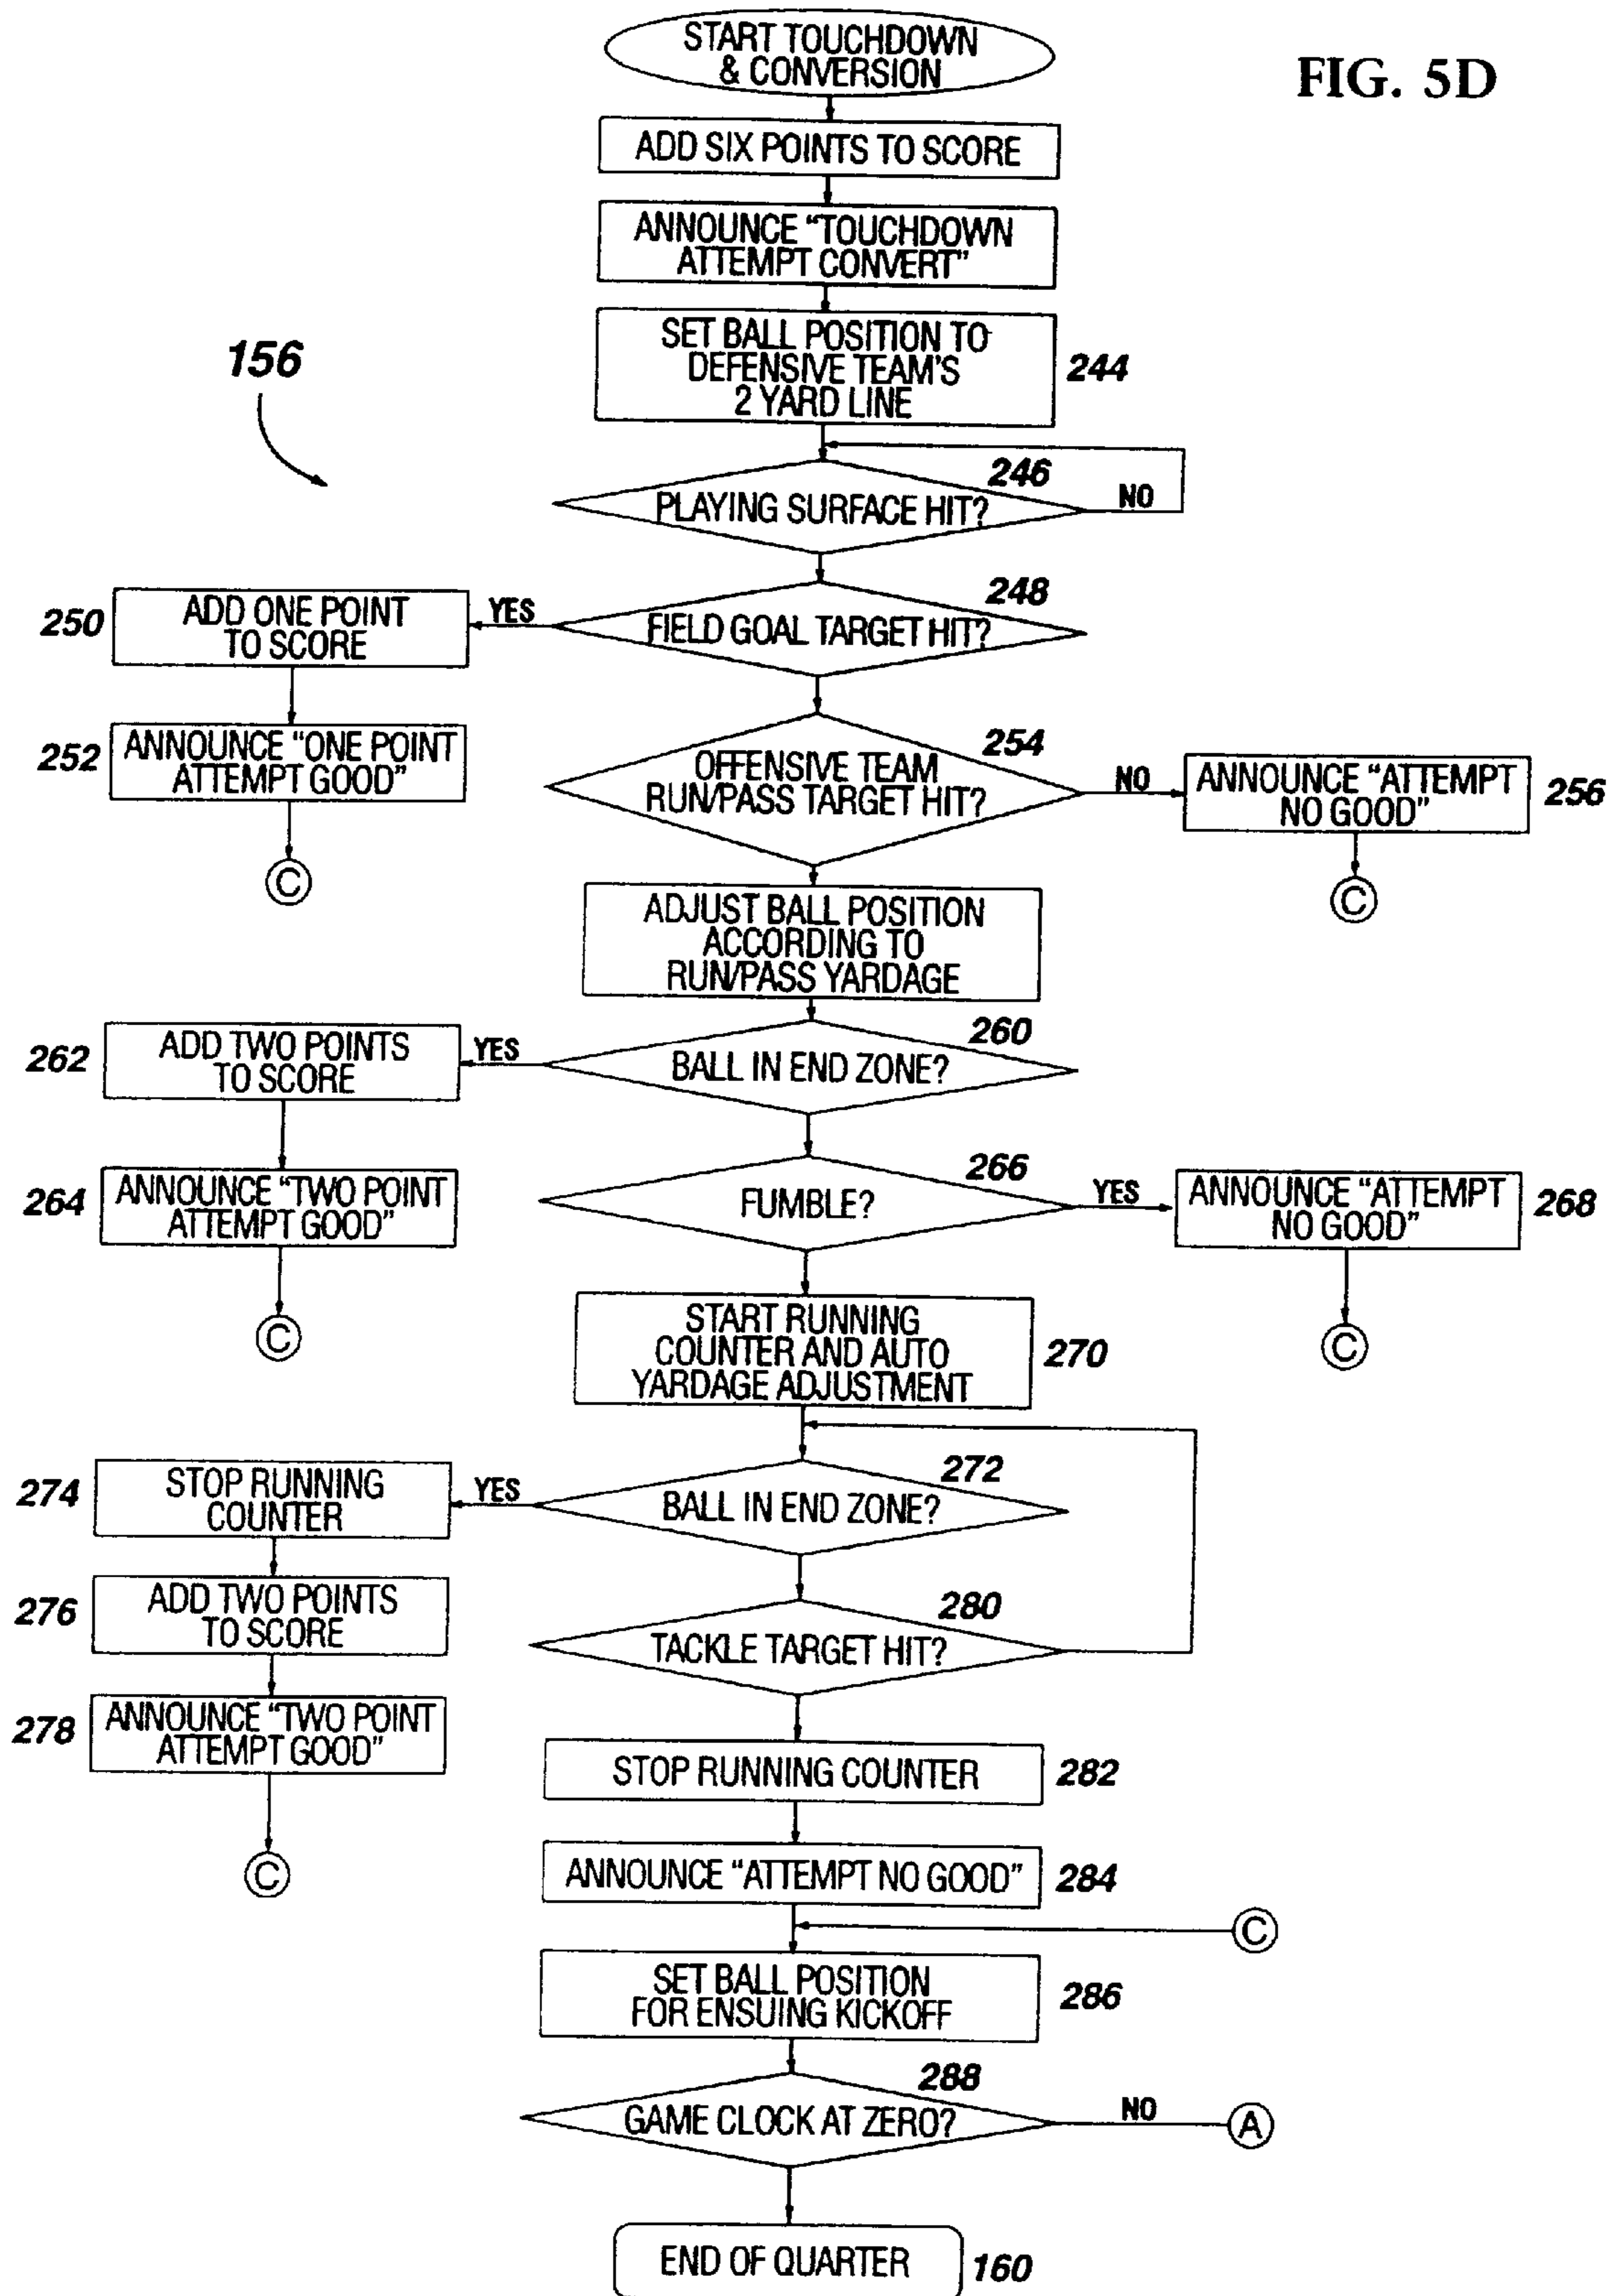 START TOUCHDOWN
& CONVERSION
FIG. 5D
ADD SIX POINTS TO SCORE
ANNOUNCE "TOUCHDOWN
ATTEMPT CONVERT"
156
SET BALL POSITION TO
DEFENSIVE TEAM'S
2 YARD LINE
244
246
PLAYING SURFACE HIT?
NO
248
FIELD GOAL TARGET HIT?
YES
250
ADD ONE POINT
TO SCORE
252
ANNOUNCE "ONE POINT
ATTEMPT GOOD"
C
254
OFFENSIVE TEAM
RUN/PASS TARGET HIT?
NO
ANNOUNCE "ATTEMPT
NO GOOD"
256
C
ADJUST BALL POSITION
ACCORDING TO
RUN/PASS YARDAGE
260
BALL IN END ZONE?
YES
262
ADD TWO POINTS
TO SCORE
264
ANNOUNCE "TWO POINT
ATTEMPT GOOD"
C
266
FUMBLE?
YES
ANNOUNCE "ATTEMPT
NO GOOD"
268
C
START RUNNING
COUNTER AND AUTO
YARDAGE ADJUSTMENT
270
272
BALL IN END ZONE?
YES
274
STOP RUNNING
COUNTER
276
ADD TWO POINTS
TO SCORE
278
ANNOUNCE "TWO POINT
ATTEMPT GOOD"
C
280
TACKLE TARGET HIT?
STOP RUNNING COUNTER
282
ANNOUNCE "ATTEMPT NO GOOD"
284
C
SET BALL POSITION
FOR ENSUING KICKOFF
286
288
GAME CLOCK AT ZERO?
NO
A
END OF QUARTER
160